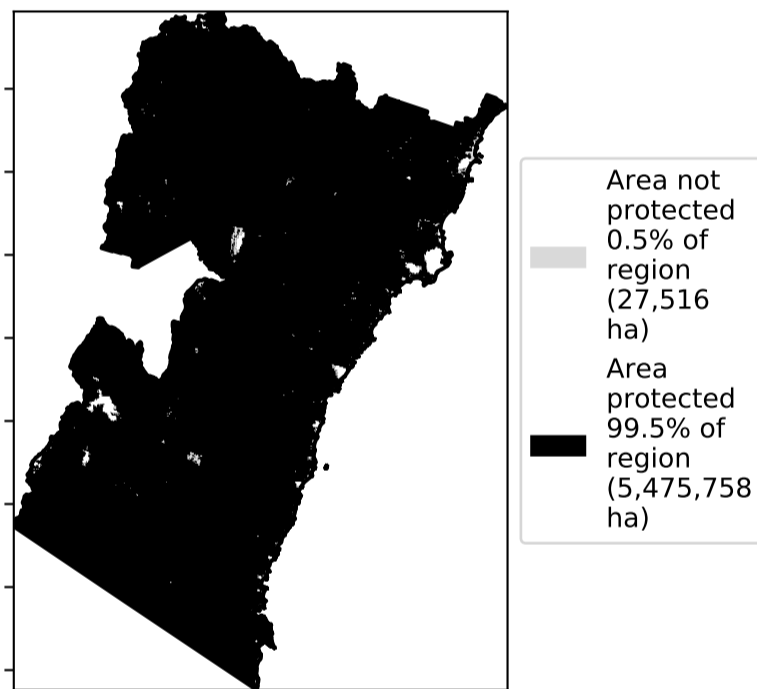 Area not
protected
0.5% of
region
(27,516
ha)
Area
protected
99.5% of
region
(5,475,758
ha)